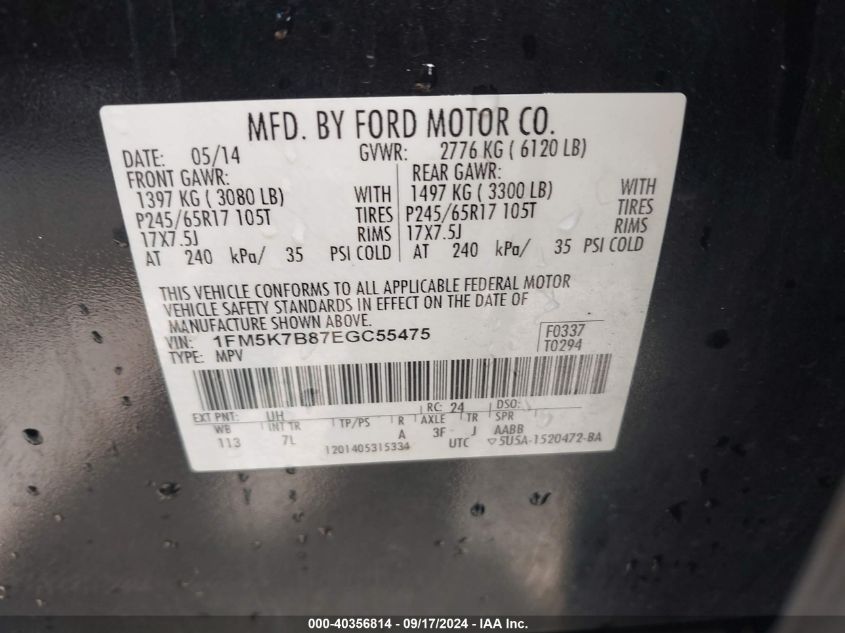 MFD. BY FORD MOTOR CO.
DATE: 05/14 GVWR: 2776 KG ( 6120 LB)
FRONT GAWR: REAR GAWR:
1397 KG ( 3080 LB) WITH 1497 KG ( 3300 LB) WITH
P245/65R17 105T TIRES P245/65R17 105T TIRES
17X7.5J RIMS 17X7.5J RIMS
AT 240 kPa/ 35 PSI COLD AT 240 kPa/ 35 PSI COLD
THIS VEHICLE CONFORMS TO ALL APPLICABLE FEDERAL MOTOR
VEHICLE SAFETY STANDARDS IN EFFECT ON THE DATE OF
MANUFACTURE SHOWN ABOVE.
VIN: 1FM5K7B87EGC55475 F0337
TYPE: MPV T0294
EXT PNT: UH RC: 24 DSO:
WB INT TR TP/PS R AXLE TR SPR
113 7L A 3F J AABB
1201405315334 UTC ▽5U5A-1520472-BA
000-40356814 - 09/17/2024 - IAA Inc.